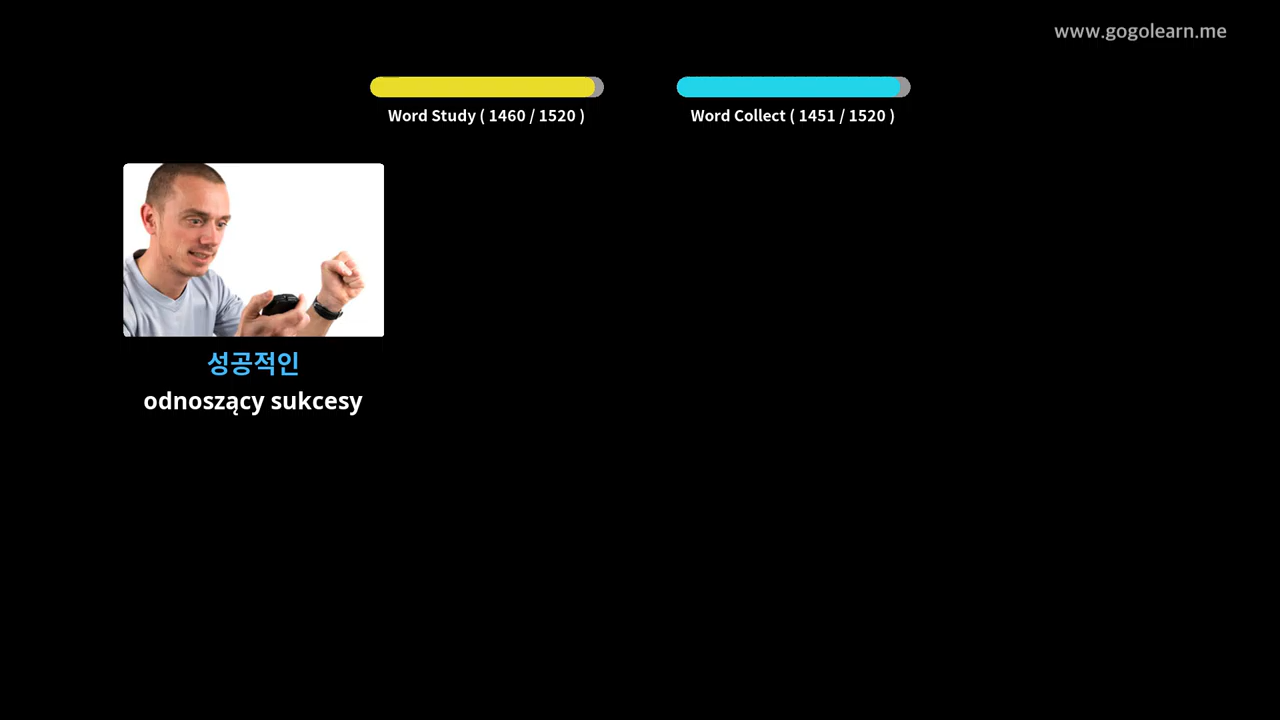 www.gogolearn.me
Word Study ( 1460 / 1520 )
Word Collect ( 1451 / 1520 )
성공적인
odnoszący sukcesy